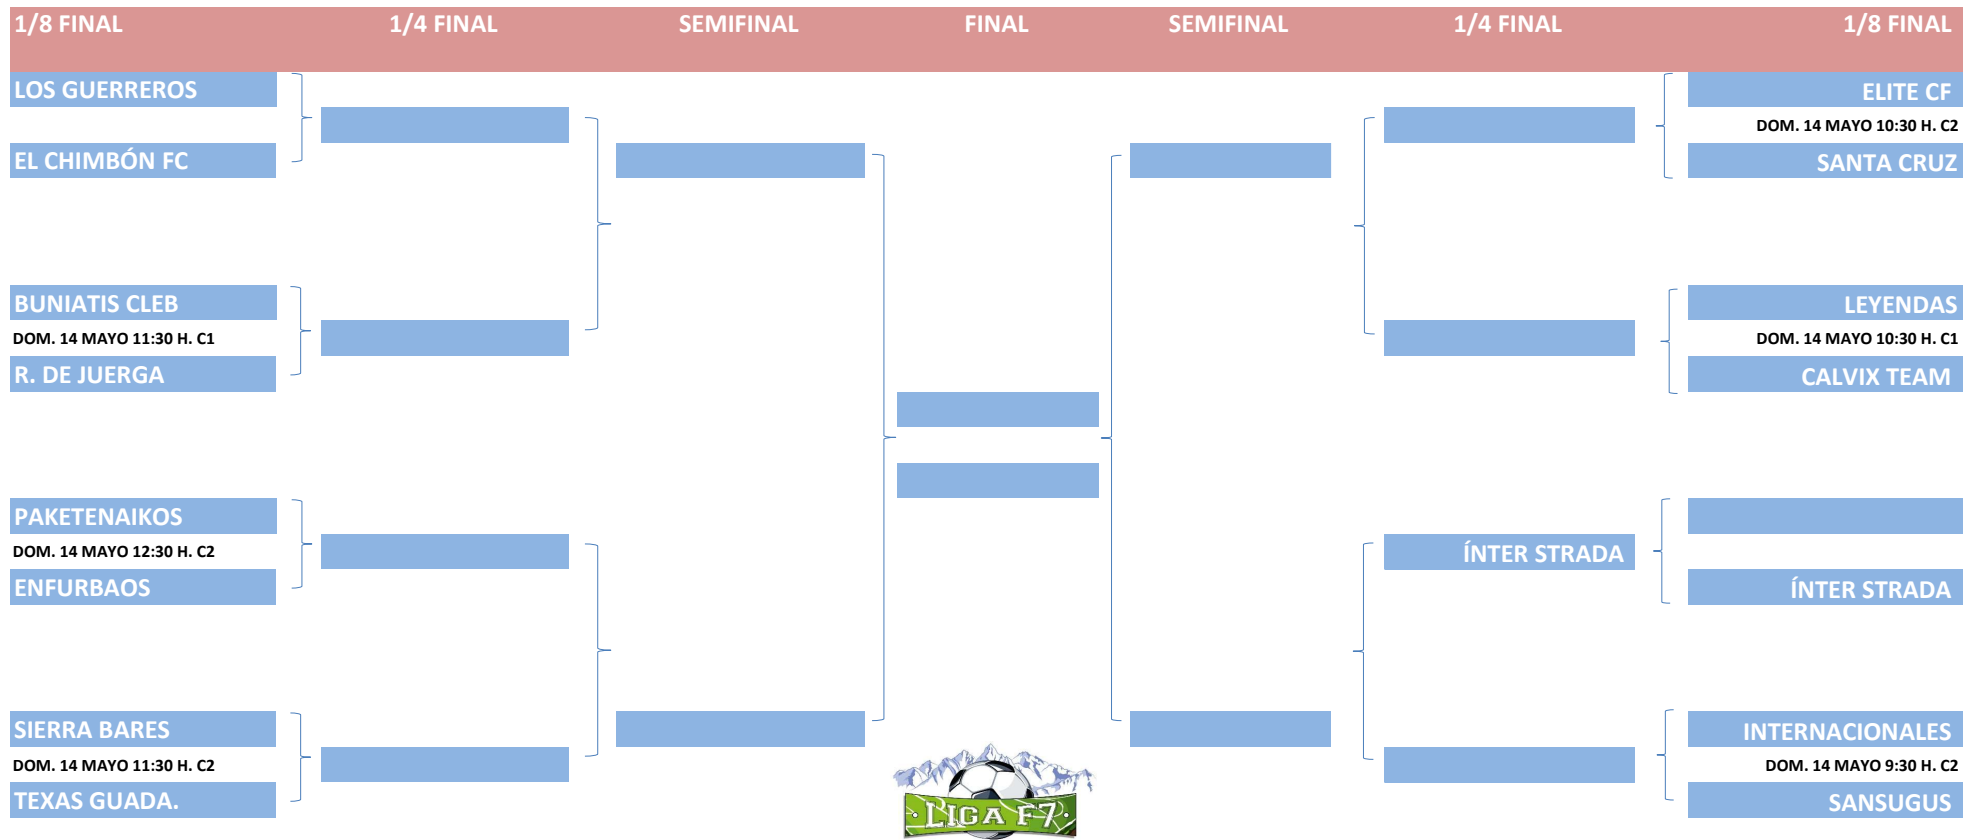 1/8 FINAL 1/4 FINAL SEMIFINAL FINAL SEMIFINAL 1/4 FINAL 1/8 FINAL
LOS GUERREROS
EL CHIMBÓN FC
BUNIATIS CLEB
DOM. 14 MAYO 11:30 H. C1
R. DE JUERGA
PAKETENAIKOS
DOM. 14 MAYO 12:30 H. C2
ENFURBAOS
SIERRA BARES
DOM. 14 MAYO 11:30 H. C2
TEXAS GUADA.
LIGA F7
ÍNTER STRADA
ELITE CF
DOM. 14 MAYO 10:30 H. C2
SANTA CRUZ
LEYENDAS
DOM. 14 MAYO 10:30 H. C1
CALVIX TEAM
ÍNTER STRADA
INTERNACIONALES
DOM. 14 MAYO 9:30 H. C2
SANSUGUS